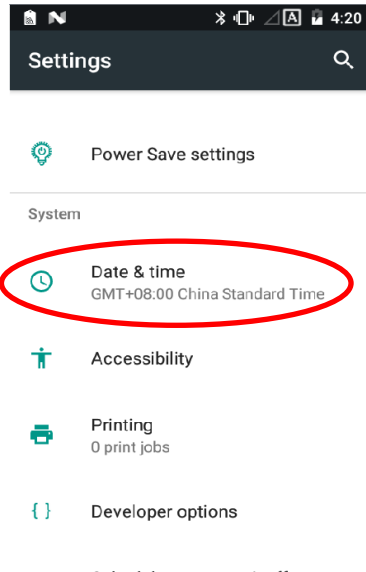 N A 4:20
Settings
Power Save settings
System
Date & time
GMT+08:00 China Standard Time
Accessibility
Printing
0 print jobs
{ } Developer options